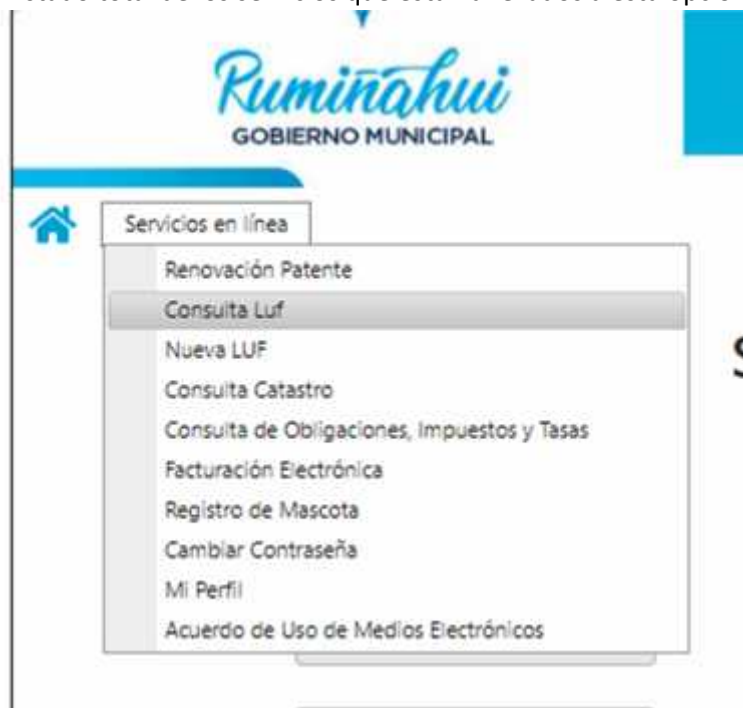 Rumiñahui
GOBIERNO MUNICIPAL
Servicios en línea
Renovación Patente
Consulta Luf
Nueva LUF
Consulta Catastro
Consulta de Obligaciones, Impuestos y Tasas
Facturación Electrónica
Registro de Mascota
Cambiar Contraseña
Mi Perfil
Acuerdo de Uso de Medios Electrónicos